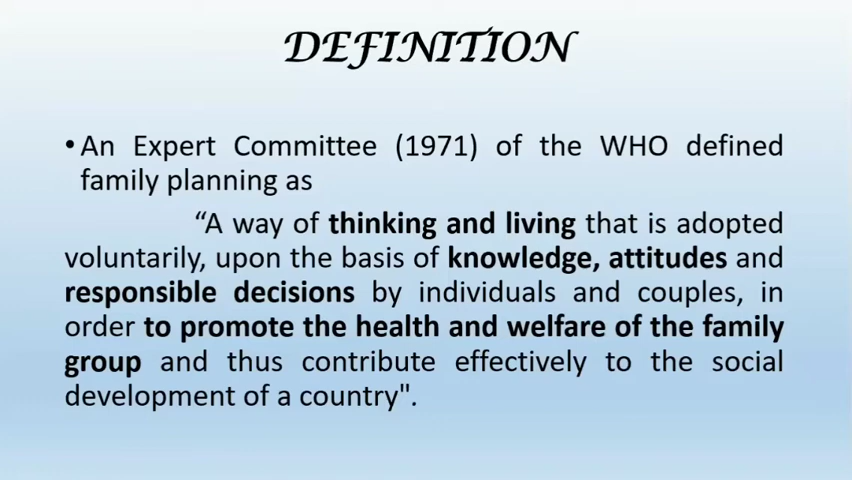 DEFINITION
• An Expert Committee (1971) of the WHO defined
family planning as
“A way of thinking and living that is adopted
voluntarily, upon the basis of knowledge, attitudes and
responsible decisions by individuals and couples, in
order to promote the health and welfare of the family
group and thus contribute effectively to the social
development of a country".